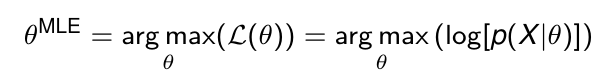 θ^MLE = arg max_θ (ℒ(θ)) = arg max_θ (log[p(X|θ)])